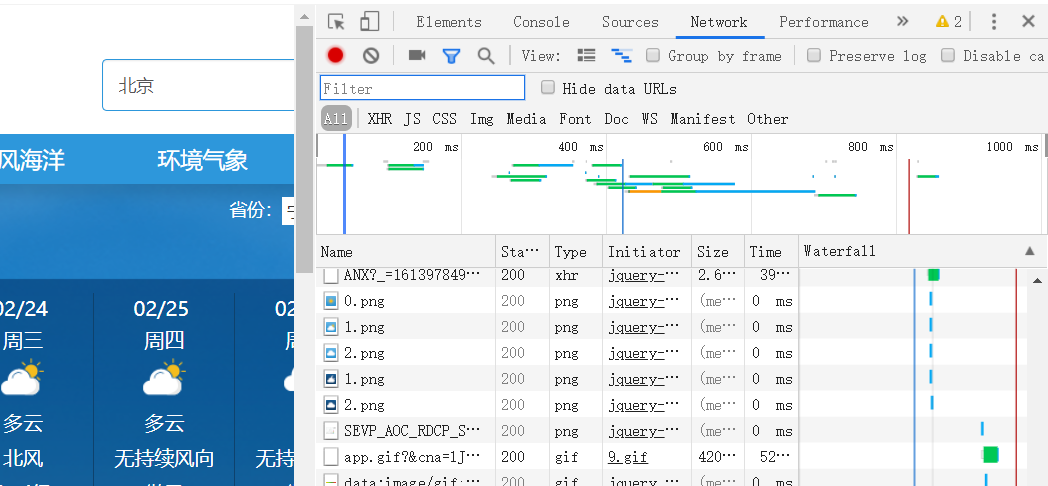 北京
风海洋 环境气象
省份:
02/24 02/25 02/
周三 周四
多云 多云
北风 无持续风向 无持
Elements Console Sources Network Performance » 2
View: Group by frame Preserve log Disable ca
Filter Hide data URLs
All XHR JS CSS Img Media Font Doc WS Manifest Other
200 ms 400 ms 600 ms 800 ms 1000 ms
Name Sta… Type Initiator Size Time Waterfall
ANX?_=161397849… 200 xhr jquery-… 2.6… 39…
0.png 200 png jquery-… (me… 0 ms
1.png 200 png jquery-… (me… 0 ms
2.png 200 png jquery-… (me… 0 ms
1.png 200 png jquery-… (me… 0 ms
2.png 200 png jquery-… (me… 0 ms
SEVP_AOC_RDCP_S… 200 png jquery-… (me… 0 ms
app.gif?&cna=1J… 200 gif 9.gif 420… 52…
data:image/gif… 200 gif jquery… (me… 0 ms